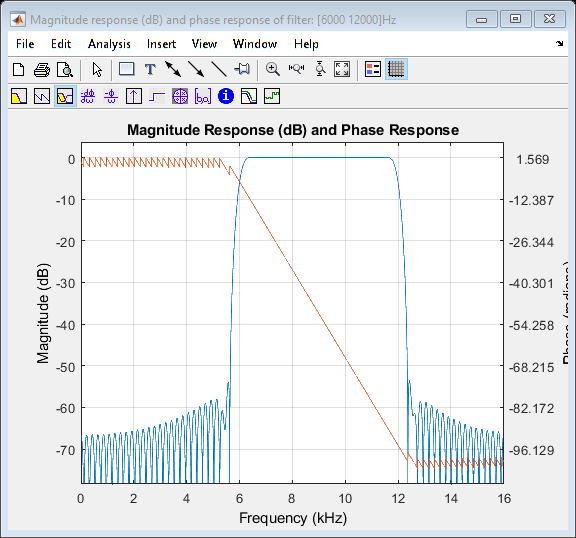 Magnitude response (dB) and phase response of filter: [6000 12000]Hz
File Edit Analysis Insert View Window Help
Magnitude Response (dB) and Phase Response
0
-10
-20
-30
-40
-50
-60
-70
Magnitude (dB)
1.569
-12.387
-26.344
-40.301
-54.258
-68.215
-82.172
-96.129
Phase (radians)
0 2 4 6 8 10 12 14 16
Frequency (kHz)